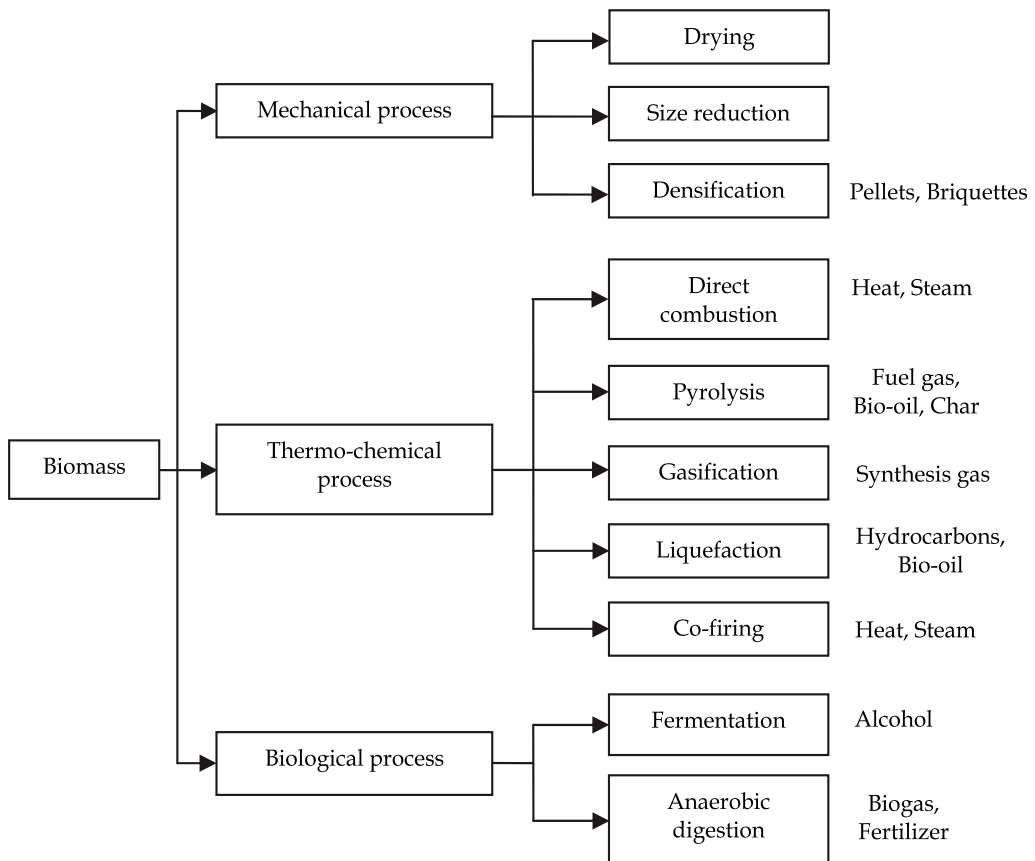 Drying
Mechanical process
Size reduction
Densification
Pellets, Briquettes
Direct
combustion
Heat, Steam
Pyrolysis
Fuel gas,
Bio-oil, Char
Biomass
Thermo-chemical
process
Gasification
Synthesis gas
Liquefaction
Hydrocarbons,
Bio-oil
Co-firing
Heat, Steam
Fermentation
Alcohol
Biological process
Anaerobic
digestion
Biogas,
Fertilizer